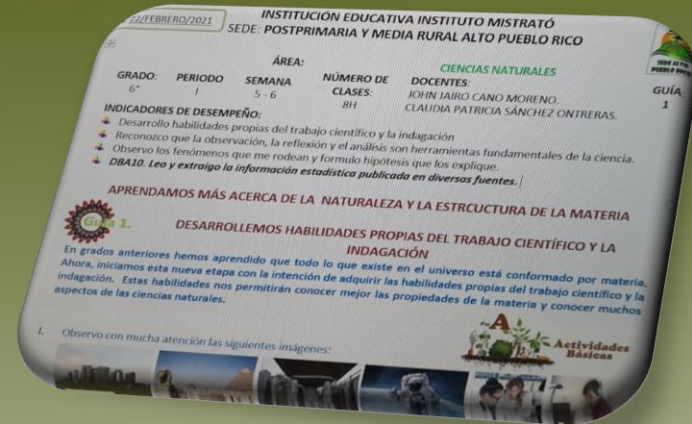 22/FEBRERO/2021
INSTITUCIÓN EDUCATIVA INSTITUTO MISTRATÓ
SEDE: POSTPRIMARIA Y MEDIA RURAL ALTO PUEBLO RICO
ÁREA:
CIENCIAS NATURALES
GRADO:
6°
PERIODO
I
SEMANA
5 - 6
NÚMERO DE
CLASES:
8H
DOCENTES:
JOHN JAIRO CANO MORENO.
CLAUDIA PATRICIA SÁNCHEZ ONTRERAS.
GUÍA:
1
INDICADORES DE DESEMPEÑO:
Desarrollo habilidades propias del trabajo científico y la indagación
Reconozco que la observación, la reflexión y el análisis son herramientas fundamentales de la ciencia.
Observo los fenómenos que me rodean y formulo hipótesis que los explique.
DBA10. Leo y extraigo la información estadística publicada en diversas fuentes.
APRENDAMOS MÁS ACERCA DE LA NATURALEZA Y LA ESTRCUCTURA DE LA MATERIA
Guía 1.
DESARROLLEMOS HABILIDADES PROPIAS DEL TRABAJO CIENTÍFICO Y LA
INDAGACIÓN
En grados anteriores hemos aprendido que todo lo que existe en el universo está conformado por materia.
Ahora, iniciamos esta nueva etapa con la intención de adquirir las habilidades propias del trabajo científico y la
indagación. Estas habilidades nos permitirán conocer mejor las propiedades de la materia y conocer muchos
aspectos de las ciencias naturales.
A
Actividades
Básicas
I. Observo con mucha atención las siguientes imágenes: